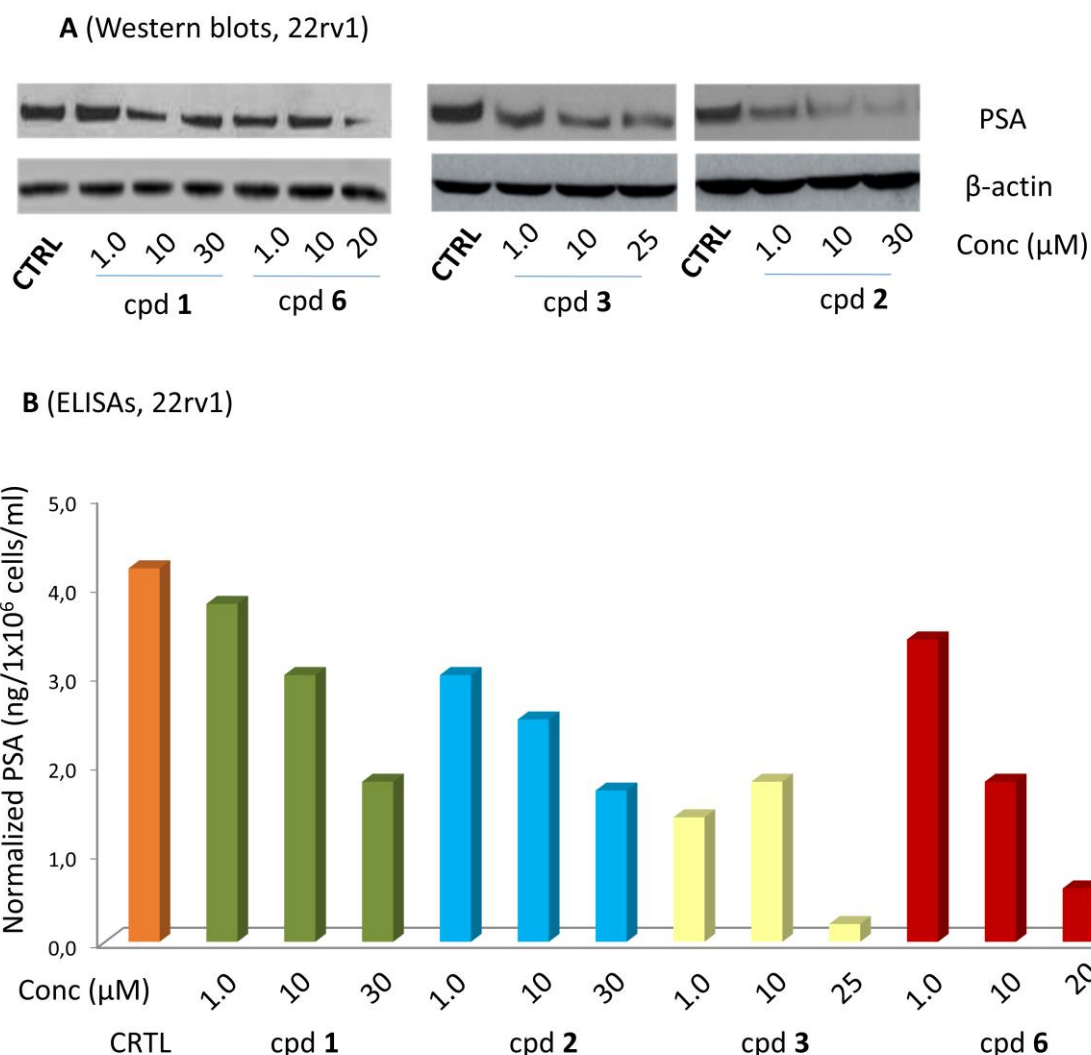 A (Western blots, 22rv1)
PSA
β-actin
CTRL 1.0 10 30 1.0 10 20 CTRL 1.0 10 25 CTRL 1.0 10 30 Conc (μM)
cpd 1 cpd 6 cpd 3 cpd 2
B (ELISAs, 22rv1)
Normalized PSA (ng/1x10⁶ cells/ml)
5,0
4,0
3,0
2,0
1,0
0,0
Conc (μM) 1.0 10 30 1.0 10 30 1.0 10 25 1.0 10 20
CRTL cpd 1 cpd 2 cpd 3 cpd 6